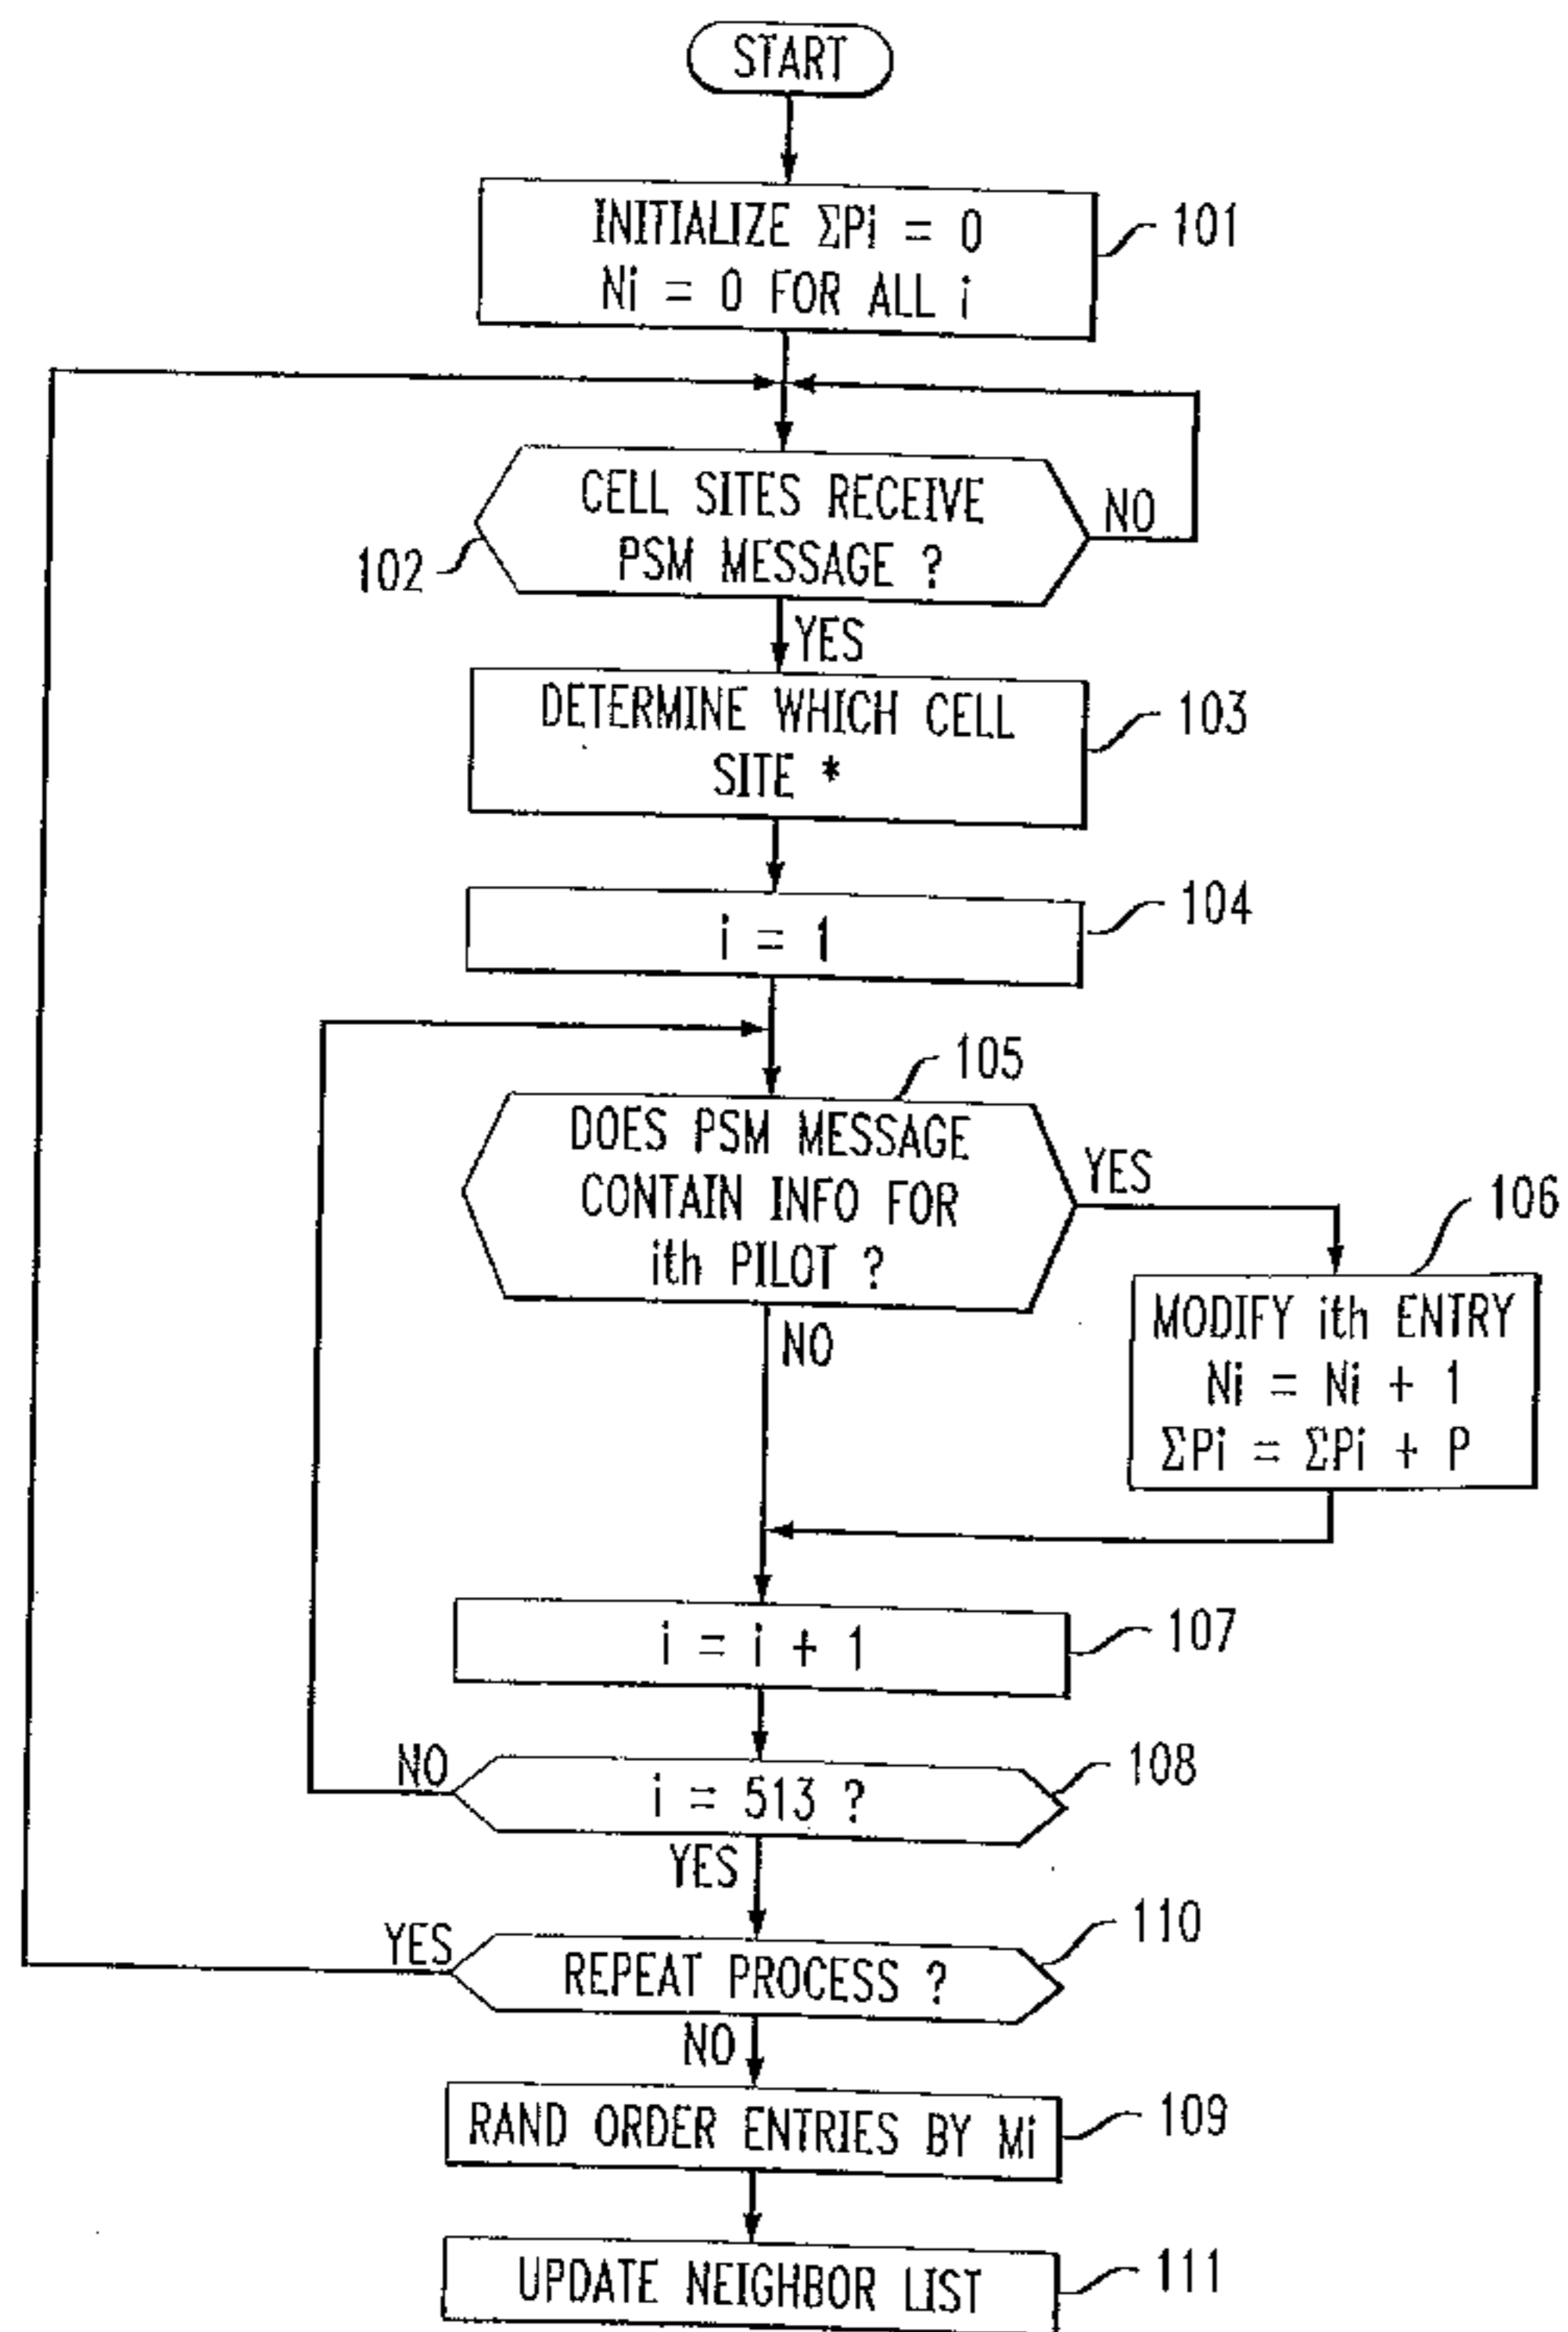 START
INITIALIZE ΣPi = 0
Ni = 0 FOR ALL i
101
CELL SITES RECEIVE
PSM MESSAGE ?
NO
102
YES
DETERMINE WHICH CELL
SITE *
103
i = 1
104
105
DOES PSM MESSAGE
CONTAIN INFO FOR
ith PILOT ?
YES
106
MODIFY ith ENTRY
Ni = Ni + 1
ΣPi = ΣPi + P
NO
i = i + 1
107
NO
i = 513 ?
108
YES
YES
REPEAT PROCESS ?
110
NO
RAND ORDER ENTRIES BY Mi
109
UPDATE NEIGHBOR LIST
111